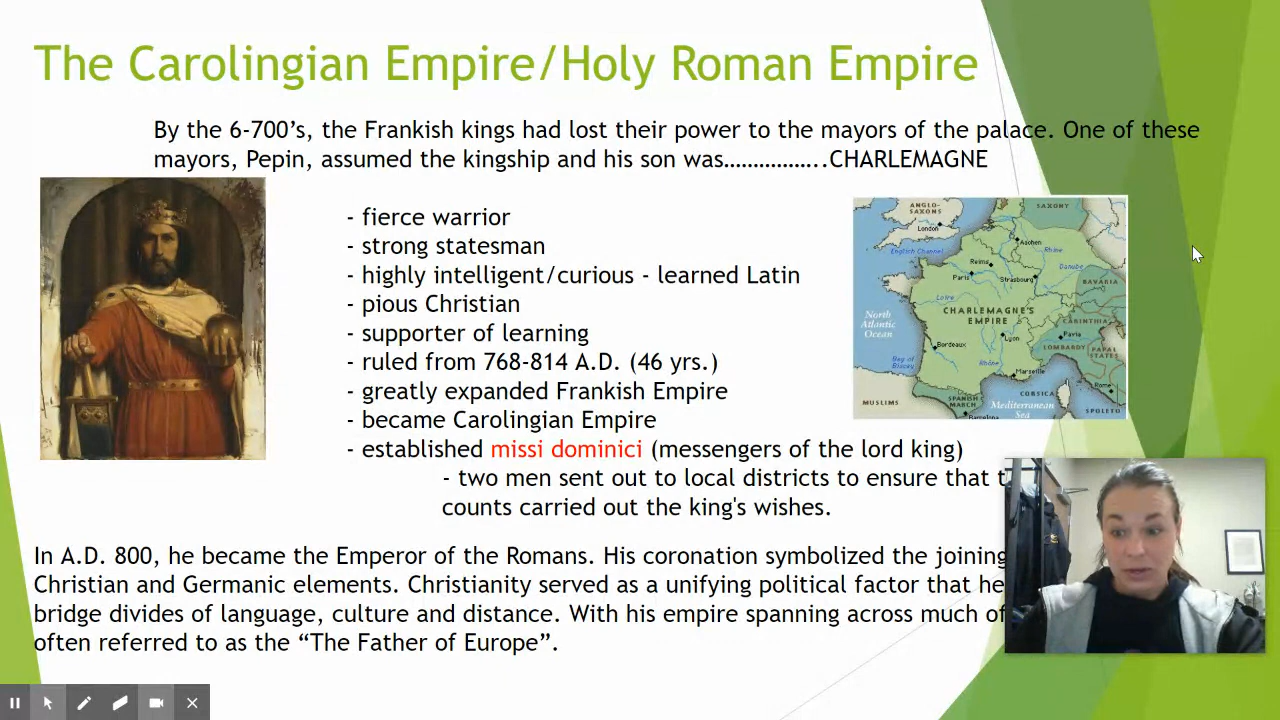 The Carolingian Empire/Holy Roman Empire
By the 6-700’s, the Frankish kings had lost their power to the mayors of the palace. One of these
mayors, Pepin, assumed the kingship and his son was……………..CHARLEMAGNE
- fierce warrior
- strong statesman
- highly intelligent/curious - learned Latin
- pious Christian
- supporter of learning
- ruled from 768-814 A.D. (46 yrs.)
- greatly expanded Frankish Empire
- became Carolingian Empire
- established missi dominici (messengers of the lord king)
- two men sent out to local districts to ensure that t
counts carried out the king's wishes.
In A.D. 800, he became the Emperor of the Romans. His coronation symbolized the joining
Christian and Germanic elements. Christianity served as a unifying political factor that he
bridge divides of language, culture and distance. With his empire spanning across much of
often referred to as the “The Father of Europe”.
ANGLO-
SAXONS
SAXONY
London
English Channel
Aachen
Reims
Rhine
Paris
Strasbourg
Danube
BAVARIA
Loire
CHARLEMAGNE'S
EMPIRE
North
Atlantic
Ocean
CARINTHIA
Lyon
Pavia
Bordeaux
LOMBARDY
PAPAL
STATES
Bay of
Biscay
Rhône
Marseille
MUSLIMS
SPANISH
MARCH
CORSICA
Rome
Mediterranean
Sea
SPOLETO
Barcelona